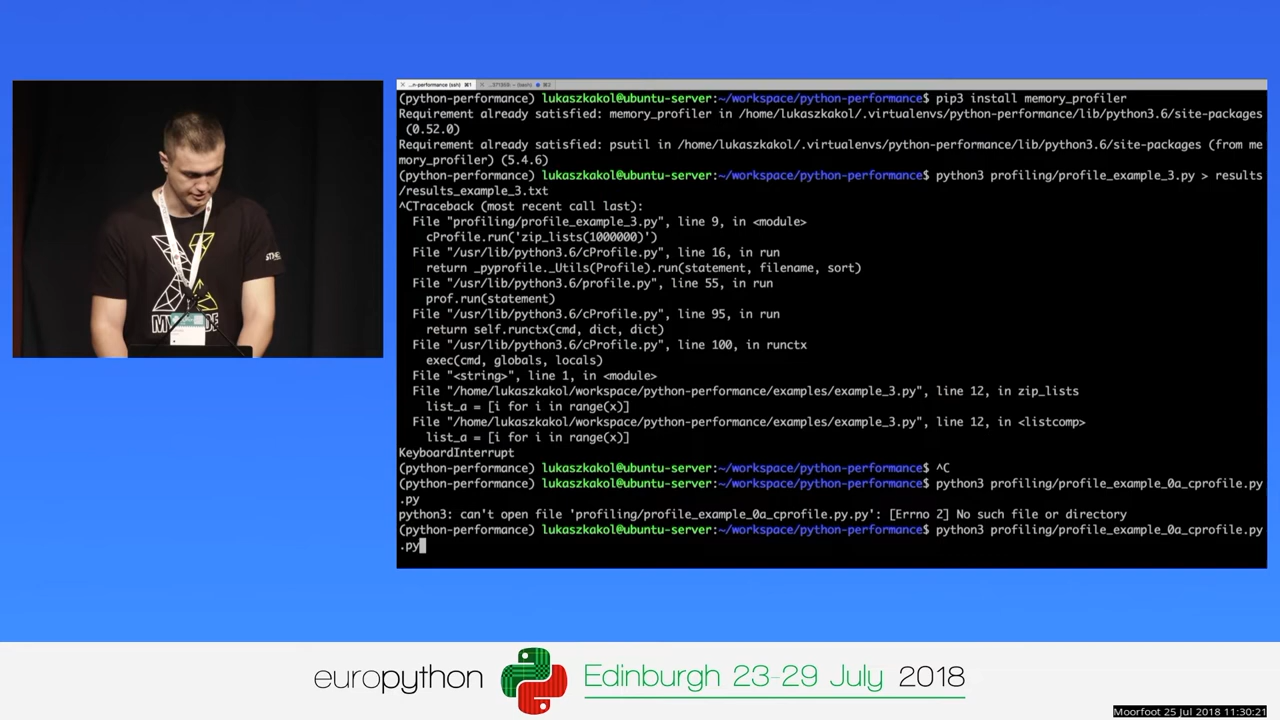 ...n-performance (ssh) ⌘1
(bash) ⌘2
(python-performance) lukaszkakol@ubuntu-server:~/workspace/python-performance$ pip3 install memory_profiler
Requirement already satisfied: memory_profiler in /home/lukaszkakol/.virtualenvs/python-performance/lib/python3.6/site-packages
(0.52.0)
Requirement already satisfied: psutil in /home/lukaszkakol/.virtualenvs/python-performance/lib/python3.6/site-packages (from me
mory_profiler) (5.4.6)
(python-performance) lukaszkakol@ubuntu-server:~/workspace/python-performance$ python3 profiling/profile_example_3.py > results
/results_example_3.txt
^CTraceback (most recent call last):
File "profiling/profile_example_3.py", line 9, in <module>
cProfile.run('zip_lists(1000000)')
File "/usr/lib/python3.6/cProfile.py", line 16, in run
return _pyprofile._Utils(Profile).run(statement, filename, sort)
File "/usr/lib/python3.6/profile.py", line 55, in run
prof.run(statement)
File "/usr/lib/python3.6/cProfile.py", line 95, in run
return self.runctx(cmd, dict, dict)
File "/usr/lib/python3.6/cProfile.py", line 100, in runctx
exec(cmd, globals, locals)
File "<string>", line 1, in <module>
File "/home/lukaszkakol/workspace/python-performance/examples/example_3.py", line 12, in zip_lists
list_a = [i for i in range(x)]
File "/home/lukaszkakol/workspace/python-performance/examples/example_3.py", line 12, in <listcomp>
list_a = [i for i in range(x)]
KeyboardInterrupt
(python-performance) lukaszkakol@ubuntu-server:~/workspace/python-performance$ ^C
(python-performance) lukaszkakol@ubuntu-server:~/workspace/python-performance$ python3 profiling/profile_example_0a_cprofile.py
.py
python3: can't open file 'profiling/profile_example_0a_cprofile.py.py': [Errno 2] No such file or directory
(python-performance) lukaszkakol@ubuntu-server:~/workspace/python-performance$ python3 profiling/profile_example_0a_cprofile.py
.py
europython Edinburgh 23-29 July 2018
Moorfoot 25 Jul 2018 11:30:21